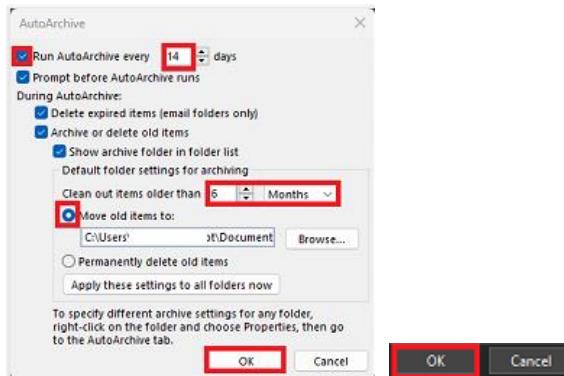 AutoArchive
Run AutoArchive every 14 days
Prompt before AutoArchive runs
During AutoArchive:
Delete expired items (email folders only)
Archive or delete old items
Show archive folder in folder list
Default folder settings for archiving
Clean out items older than 6 Months
Move old items to:
C:\Users' ot\Document Browse...
Permanently delete old items
Apply these settings to all folders now
To specify different archive settings for any folder,
right-click on the folder and choose Properties, then go
to the AutoArchive tab.
OK Cancel
OK Cancel